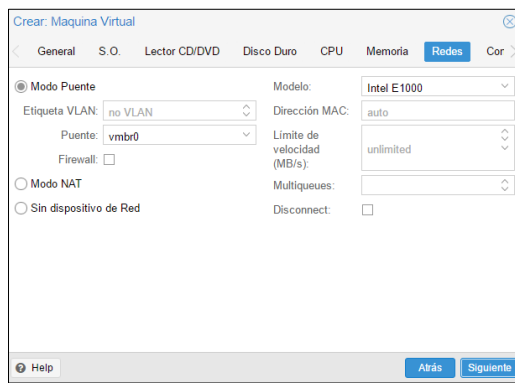 Crear: Maquina Virtual
General S.O. Lector CD/DVD Disco Duro CPU Memoria Redes Cor
Modo Puente Modelo: Intel E1000
Etiqueta VLAN: no VLAN Dirección MAC: auto
Puente: vmbr0 Límite de
velocidad unlimited
Firewall: (MB/s):
Modo NAT Multiqueues:
Sin dispositivo de Red Disconnect:
Help Atrás Siguiente